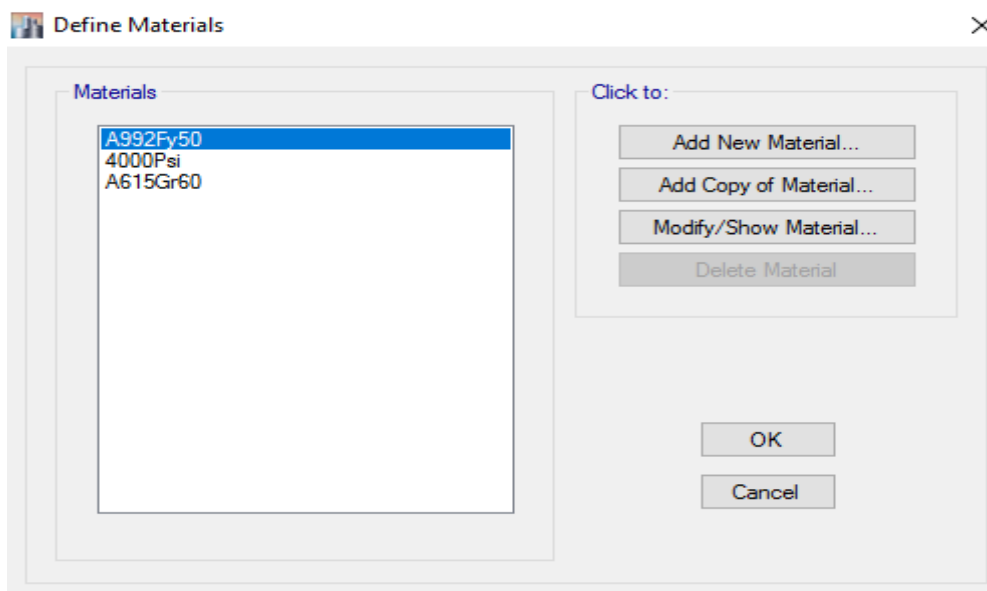 Define Materials
Materials
A992Fy50
4000Psi
A615Gr60
Click to:
Add New Material...
Add Copy of Material...
Modify/Show Material...
Delete Material
OK
Cancel